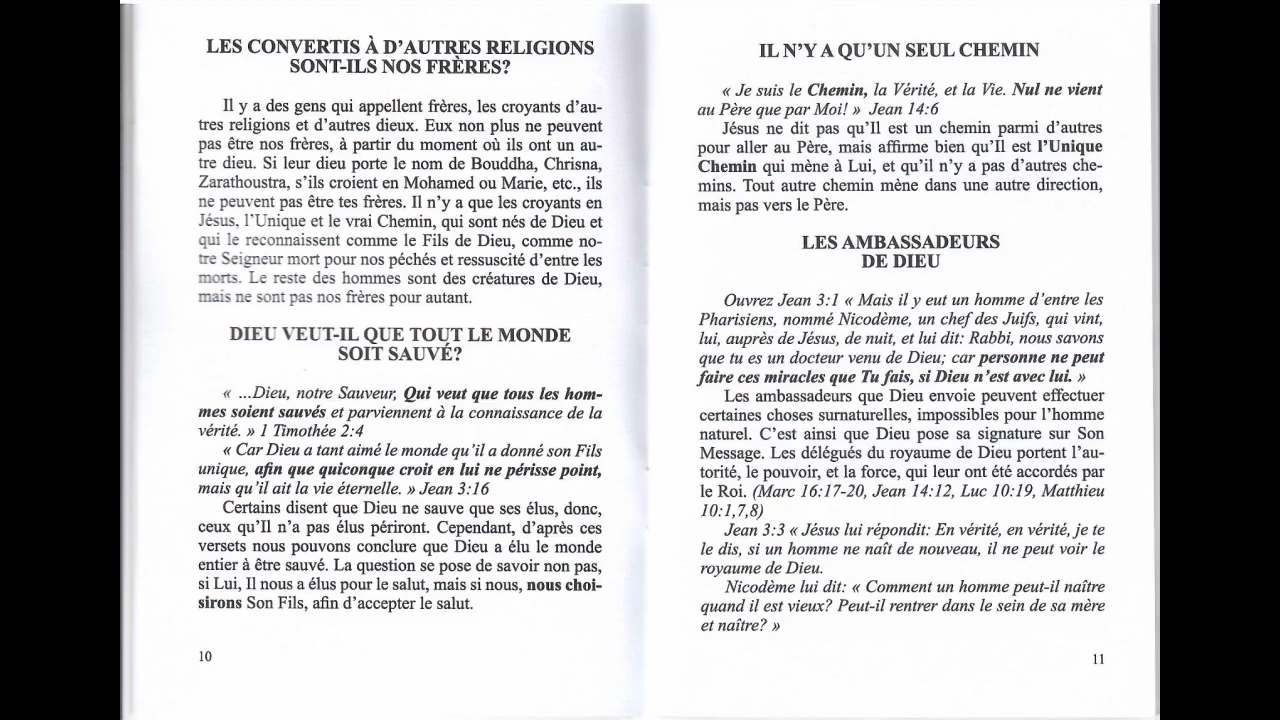 LES CONVERTIS À D'AUTRES RELIGIONS
SONT-ILS NOS FRÈRES?
Il y a des gens qui appellent frères, les croyants d'au-
tres religions et d'autres dieux. Eux non plus ne peuvent
pas être nos frères, à partir du moment où ils ont un au-
tre dieu. Si leur dieu porte le nom de Bouddha, Chrisna,
Zarathoustra, s'ils croient en Mohamed ou Marie, etc., ils
ne peuvent pas être tes frères. Il n'y a que les croyants en
Jésus, l'Unique et le vrai Chemin, qui sont nés de Dieu et
qui le reconnaissent comme le Fils de Dieu, comme no-
tre Seigneur mort pour nos péchés et ressuscité d'entre les
morts. Le reste des hommes sont des créatures de Dieu,
mais ne sont pas nos frères pour autant.
DIEU VEUT-IL QUE TOUT LE MONDE
SOIT SAUVÉ?
« ...Dieu, notre Sauveur, Qui veut que tous les hom-
mes soient sauvés et parviennent à la connaissance de la
vérité. » 1 Timothée 2:4
« Car Dieu a tant aimé le monde qu'il a donné son Fils
unique, afin que quiconque croit en lui ne périsse point,
mais qu'il ait la vie éternelle. » Jean 3:16
Certains disent que Dieu ne sauve que ses élus, donc,
ceux qu'Il n'a pas élus périront. Cependant, d'après ces
versets nous pouvons conclure que Dieu a élu le monde
entier à être sauvé. La question se pose de savoir non pas,
si Lui, Il nous a élus pour le salut, mais si nous, nous choi-
sirons Son Fils, afin d'accepter le salut.
10
IL N'Y A QU'UN SEUL CHEMIN
« Je suis le Chemin, la Vérité, et la Vie. Nul ne vient
au Père que par Moi! » Jean 14:6
Jésus ne dit pas qu'Il est un chemin parmi d'autres
pour aller au Père, mais affirme bien qu'Il est l'Unique
Chemin qui mène à Lui, et qu'il n'y a pas d'autres che-
mins. Tout autre chemin mène dans une autre direction,
mais pas vers le Père.
LES AMBASSADEURS
DE DIEU
Ouvrez Jean 3:1 « Mais il y eut un homme d'entre les
Pharisiens, nommé Nicodème, un chef des Juifs, qui vint,
lui, auprès de Jésus, de nuit, et lui dit: Rabbi, nous savons
que tu es un docteur venu de Dieu; car personne ne peut
faire ces miracles que Tu fais, si Dieu n'est avec lui. »
Les ambassadeurs que Dieu envoie peuvent effectuer
certaines choses surnaturelles, impossibles pour l'homme
naturel. C'est ainsi que Dieu pose sa signature sur Son
Message. Les délégués du royaume de Dieu portent l'au-
torité, le pouvoir, et la force, qui leur ont été accordés par
le Roi. (Marc 16:17-20, Jean 14:12, Luc 10:19, Matthieu
10:1,7,8)
Jean 3:3 « Jésus lui répondit: En vérité, en vérité, je te
le dis, si un homme ne naît de nouveau, il ne peut voir le
royaume de Dieu.
Nicodème lui dit: « Comment un homme peut-il naître
quand il est vieux? Peut-il rentrer dans le sein de sa mère
et naître? »
11